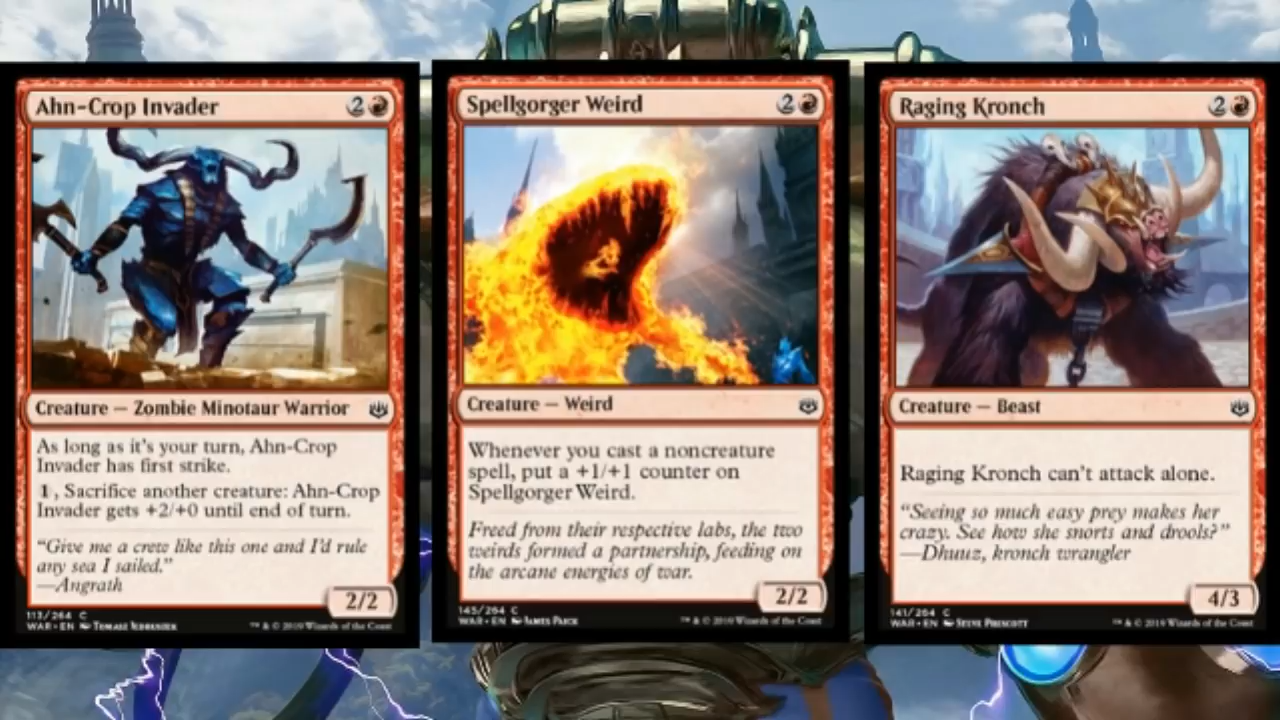 Ahn-Crop Invader 2
Creature — Zombie Minotaur Warrior
As long as it's your turn, Ahn-Crop
Invader has first strike.
1, Sacrifice another creature: Ahn-Crop
Invader gets +2/+0 until end of turn.
"Give me a crew like this one and I'd rule
any sea I sailed."
—Angrath
2/2
113/264 C
WAR • EN
™ & © 2019 Wizards of the Coast
Spellgorger Weird 2
Creature — Weird
Whenever you cast a noncreature
spell, put a +1/+1 counter on
Spellgorger Weird.
Freed from their respective labs, the two
weirds formed a partnership, feeding on
the arcane energies of war.
2/2
145/264 C
WAR • EN James Paick
™ & © 2019 Wizards of the Coast
Raging Kronch 2
Creature — Beast
Raging Kronch can't attack alone.
"Seeing so much easy prey makes her
crazy. See how she snorts and drools?"
—Dhuuz, kronch wrangler
4/3
141/264 C
WAR • EN Steve Prescott
™ & © 2019 Wizards of the Coast